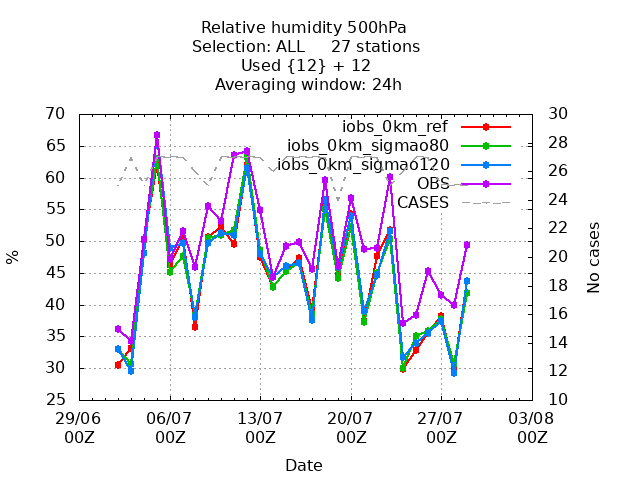 Relative humidity 500hPa
Selection: ALL 27 stations
Used {12} + 12
Averaging window: 24h
70
65
60
55
50
45
40
35
30
25
%
30
28
26
24
22
20
18
16
14
12
10
No cases
iobs_0km_ref
iobs_0km_sigmao80
iobs_0km_sigmao120
OBS
CASES
29/06 06/07 13/07 20/07 27/07 03/08
00Z 00Z 00Z 00Z 00Z 00Z
Date